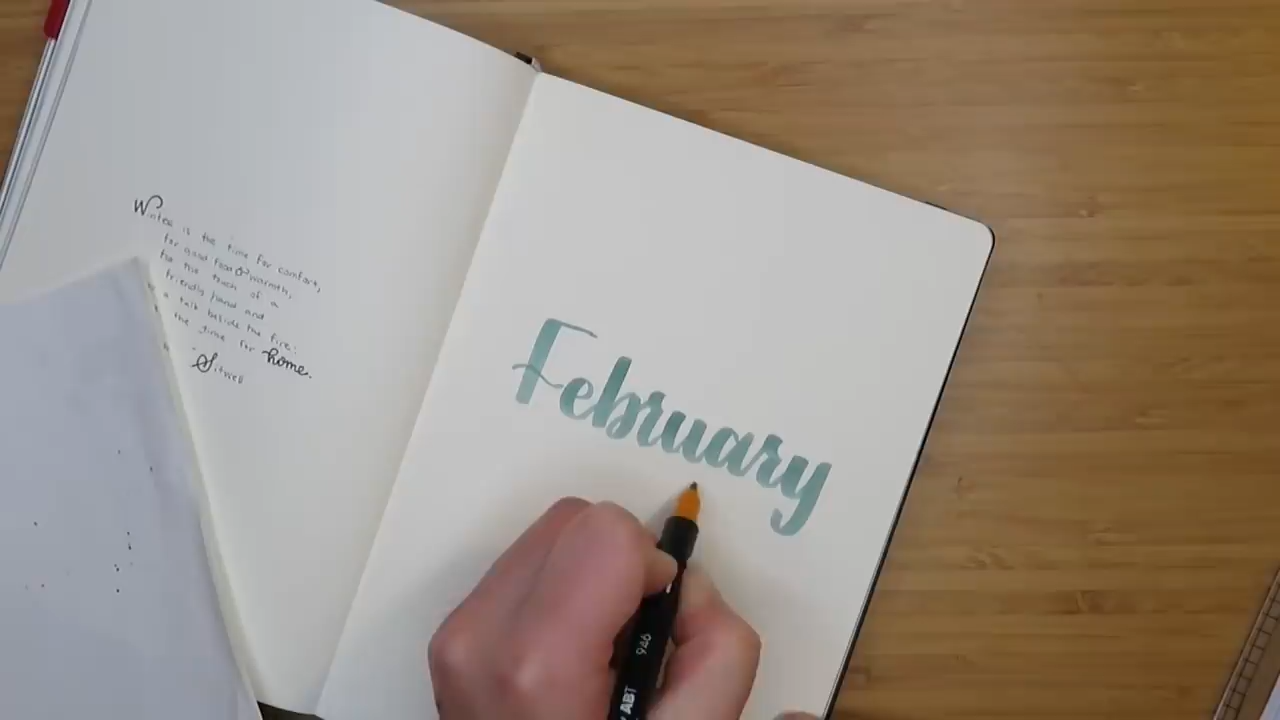 Winter is the time for comfort,
for good food & warmth,
for the touch of a
friendly hand and
a talk beside the fire:
the time for home.
Sitwell
February
946
ABT